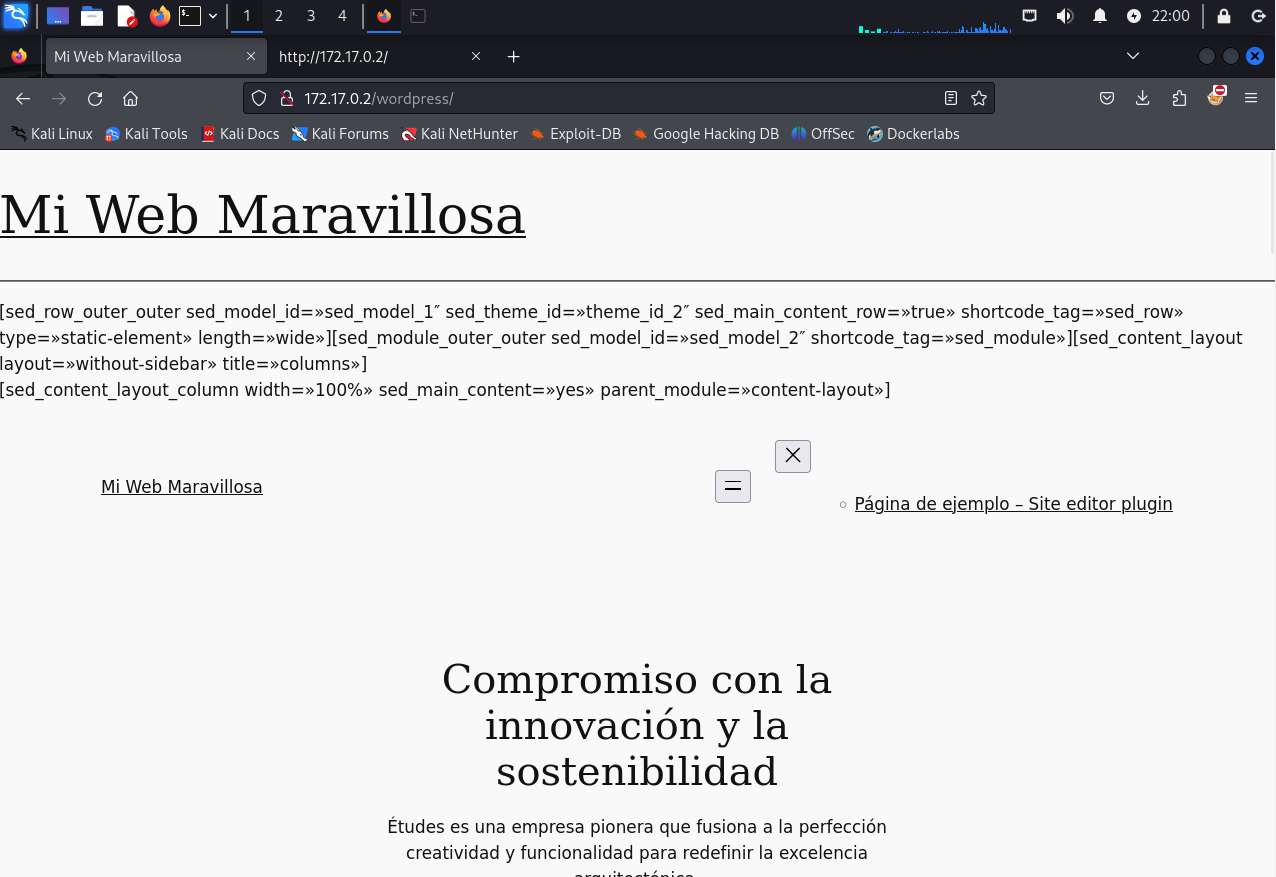 1 2 3 4 22:00
Mi Web Maravillosa http://172.17.0.2/
172.17.0.2/wordpress/
Kali Linux Kali Tools Kali Docs Kali Forums Kali NetHunter Exploit-DB Google Hacking DB OffSec Dockerlabs
Mi Web Maravillosa
[sed_row_outer_outer sed_model_id=»sed_model_1″ sed_theme_id=»theme_id_2″ sed_main_content_row=»true» shortcode_tag=»sed_row»
type=»static-element» length=»wide»][sed_module_outer_outer sed_model_id=»sed_model_2″ shortcode_tag=»sed_module»][sed_content_layout
layout=»without-sidebar» title=»columns»]
[sed_content_layout_column width=»100%» sed_main_content=»yes» parent_module=»content-layout»]
Mi Web Maravillosa
Página de ejemplo – Site editor plugin
Compromiso con la
innovación y la
sostenibilidad
Études es una empresa pionera que fusiona a la perfección
creatividad y funcionalidad para redefinir la excelencia
arquitectónica